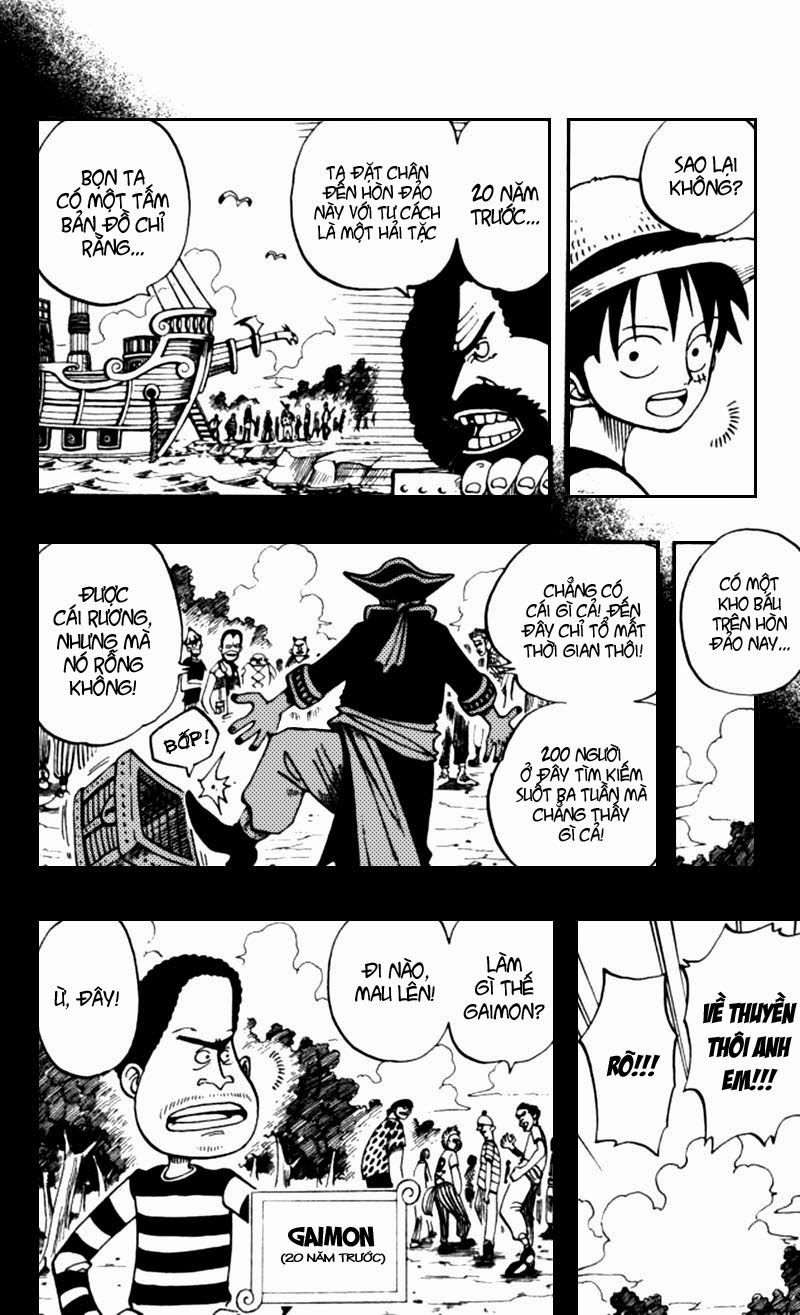 SAO LẠI
KHÔNG?
20 NĂM
TRƯỚC...
TA ĐẶT CHÂN
ĐẾN HÒN ĐẢO
NÀY VỚI TƯ CÁCH
LÀ MỘT HẢI TẶC
BỌN TA
CÓ MỘT TẤM
BẢN ĐỒ CHỈ
RẰNG...
CÓ MỘT
KHO BÁU
TRÊN HÒN
ĐẢO NAY...
CHẲNG CÓ
CÁI GÌ CẢ! ĐẾN
ĐÂY CHỈ TỔ MẤT
THỜI GIAN THÔI!
200 NGƯỜI
Ở ĐÂY TÌM KIẾM
SUỐT BA TUẦN MÀ
CHẲNG THẤY
GÌ CẢ!
ĐƯỢC
CÁI RƯƠNG,
NHƯNG MÀ
NÓ RỖNG
KHÔNG!
BỐP!
VỀ THUYỀN
THÔI ANH
EM!!!
RÕ!!!
LÀM
GÌ THẾ
GAIMON?
ĐI NÀO,
MAU LÊN!
Ừ, ĐÂY!
GAIMON
(20 NĂM TRƯỚC)